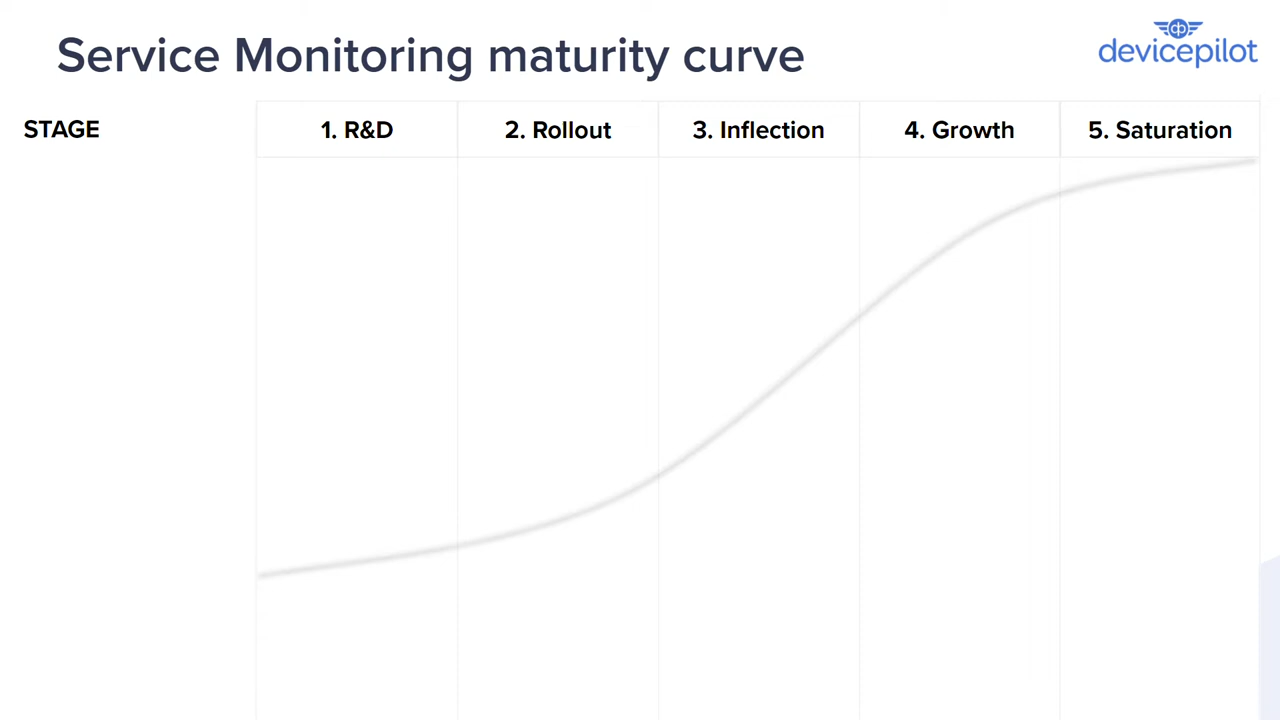 Service Monitoring maturity curve
devicepilot
STAGE
1. R&D
2. Rollout
3. Inflection
4. Growth
5. Saturation